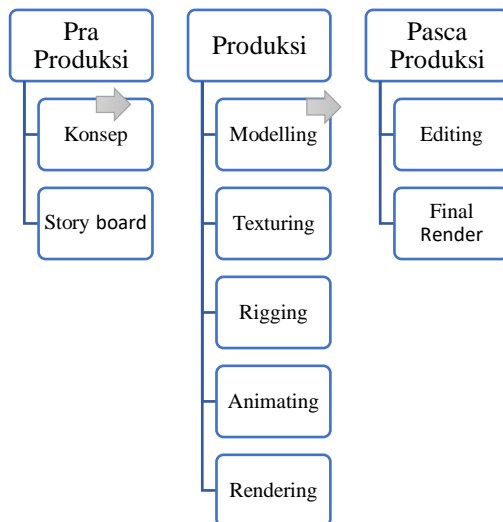 Pra
Produksi
Konsep
Story board
Produksi
Modelling
Texturing
Rigging
Animating
Rendering
Pasca
Produksi
Editing
Final
Render